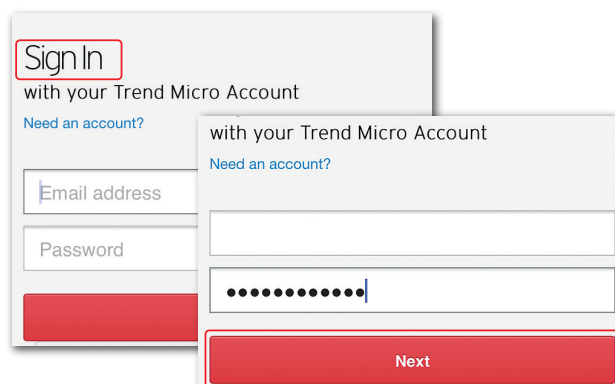 Sign In
with your Trend Micro Account
Need an account?
Email address
Password
with your Trend Micro Account
Need an account?
●●●●●●●●●●●●
Next